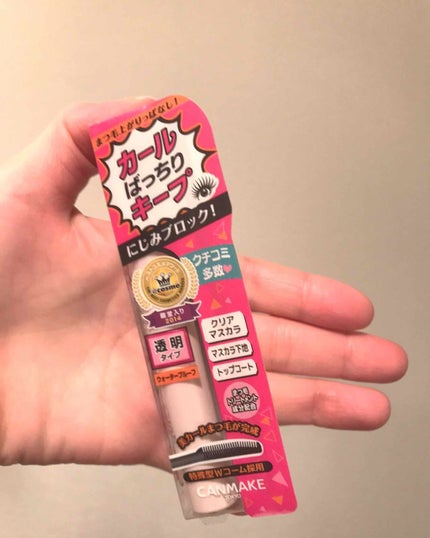 まつ毛上がりっぱなし!
カール
ばっちり
キープ
にじみブロック!
クチコミ
多数
@cosme
殿堂入り
2014
透明
タイプ
クリア
マスカラ
マスカラ下地
トップコート
ウォータープルーフ
まつ毛
トリートメント
成分配合
美カールまつ毛が完成
特殊型Wコーム採用
CANMAKE
TOKYO